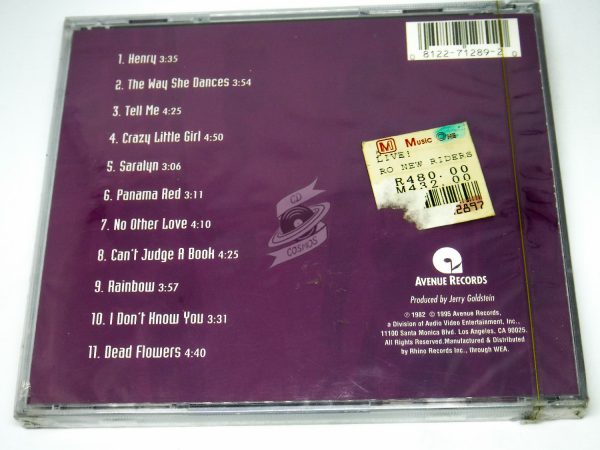 1. Henry 3:35
2. The Way She Dances 3:54
3. Tell Me 4:25
4. Crazy Little Girl 4:50
5. Saralyn 3:06
6. Panama Red 3:11
7. No Other Love 4:10
8. Can't Judge A Book 4:25
9. Rainbow 3:57
10. I Don't Know You 3:31
11. Dead Flowers 4:40
CD
COSMOS
0 8122-71289-2 0
M Music One
LIVE!
RO NEW RIDERS
R480.00
M432.00
2897
AVENUE RECORDS
Produced by Jerry Goldstein
℗ 1982 © 1995 Avenue Records,
a Division of Audio Video Entertainment, Inc.,
11100 Santa Monica Blvd. Los Angeles, CA 90025.
All Rights Reserved. Manufactured & Distributed
by Rhino Records Inc., through WEA.